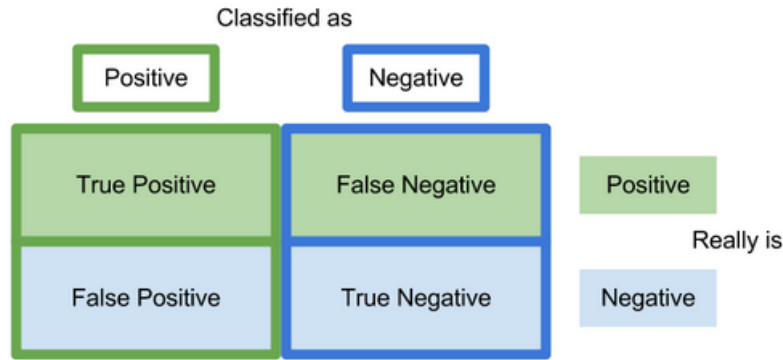 Classified as
Positive Negative
True Positive False Negative Positive
Really is
False Positive True Negative Negative